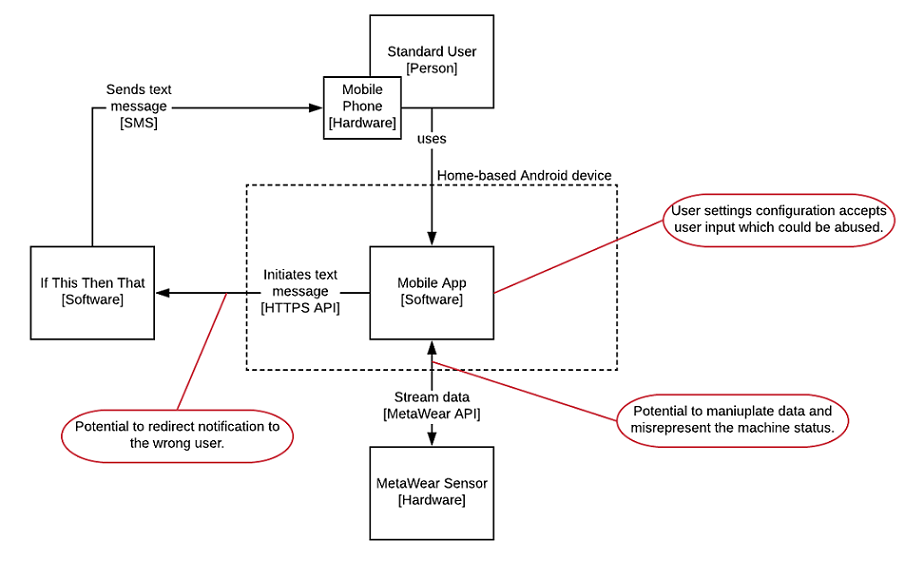 Standard User
[Person]
Mobile
Phone
[Hardware]
Sends text
message
[SMS]
uses
Home-based Android device
User settings configuration accepts
user input which could be abused.
If This Then That
[Software]
Initiates text
message
[HTTPS API]
Mobile App
[Software]
Stream data
[MetaWear API]
Potential to redirect notification to
the wrong user.
Potential to maniuplate data and
misrepresent the machine status.
MetaWear Sensor
[Hardware]